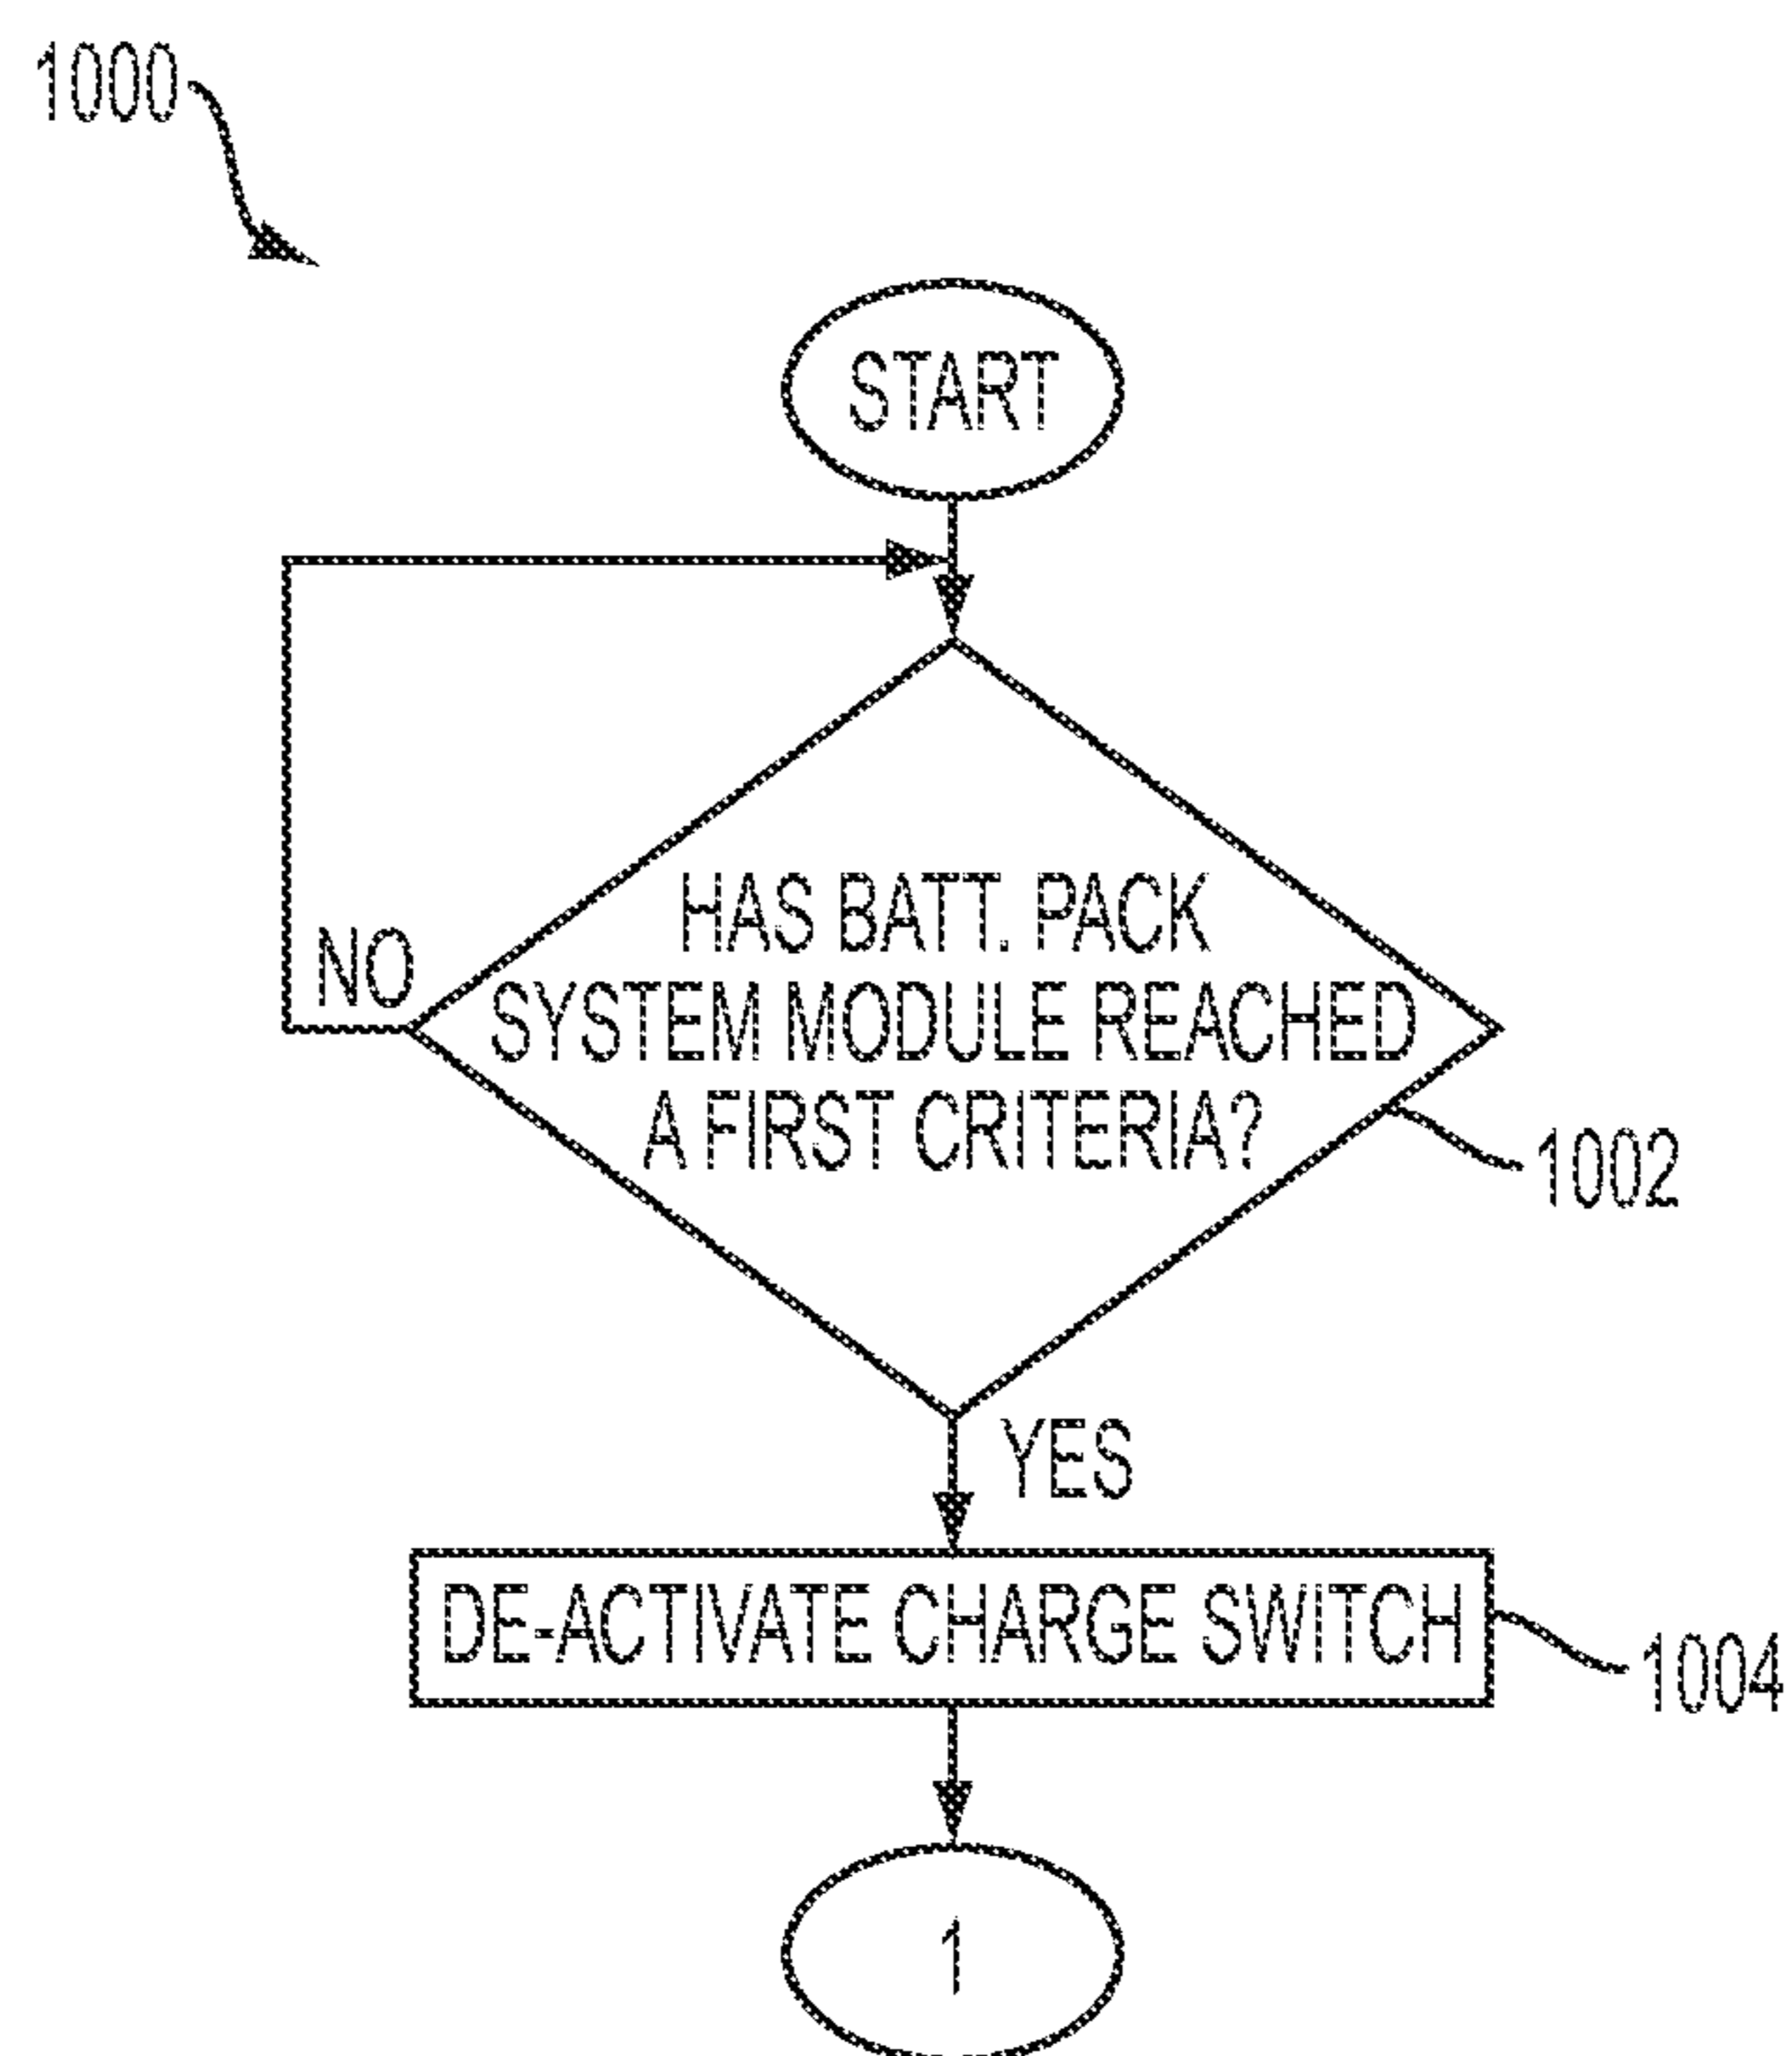 1000
START
NO
HAS BATT. PACK
SYSTEM MODULE REACHED
A FIRST CRITERIA?
1002
YES
DE-ACTIVATE CHARGE SWITCH
1004
1